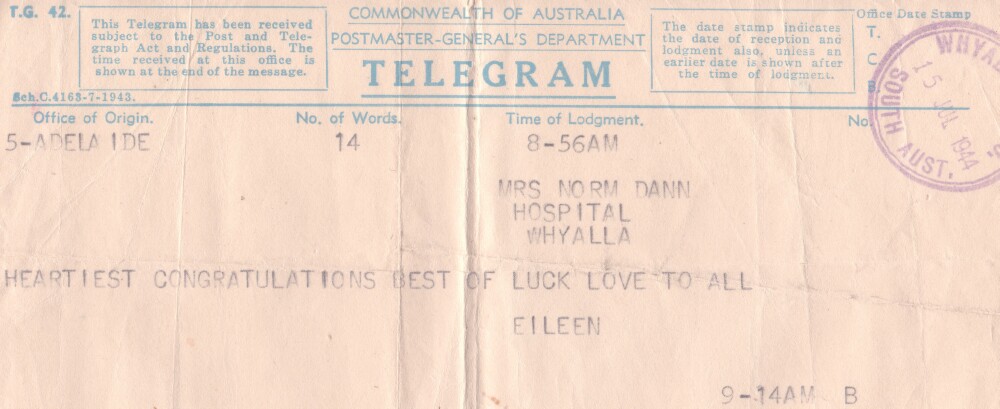 T.G. 42.
This Telegram has been received
subject to the Post and Tele-
graph Act and Regulations. The
time received at this office is
shown at the end of the message.
Sch.C.4163-7-1943.
COMMONWEALTH OF AUSTRALIA
POSTMASTER-GENERAL'S DEPARTMENT
TELEGRAM
The date stamp indicates
the date of reception and
lodgment also, unless an
earlier date is shown after
the time of lodgment.
Office Date Stamp
T.
C.
B.
WHYAL
15 JUL 1944
SOUTH AUST.
Office of Origin. No. of Words. Time of Lodgment. No.
5-ADELAIDE 14 8-56AM
MRS NORM DANN
HOSPITAL
WHYALLA
HEARTIEST CONGRATULATIONS BEST OF LUCK LOVE TO ALL
EILEEN
9-14AM B